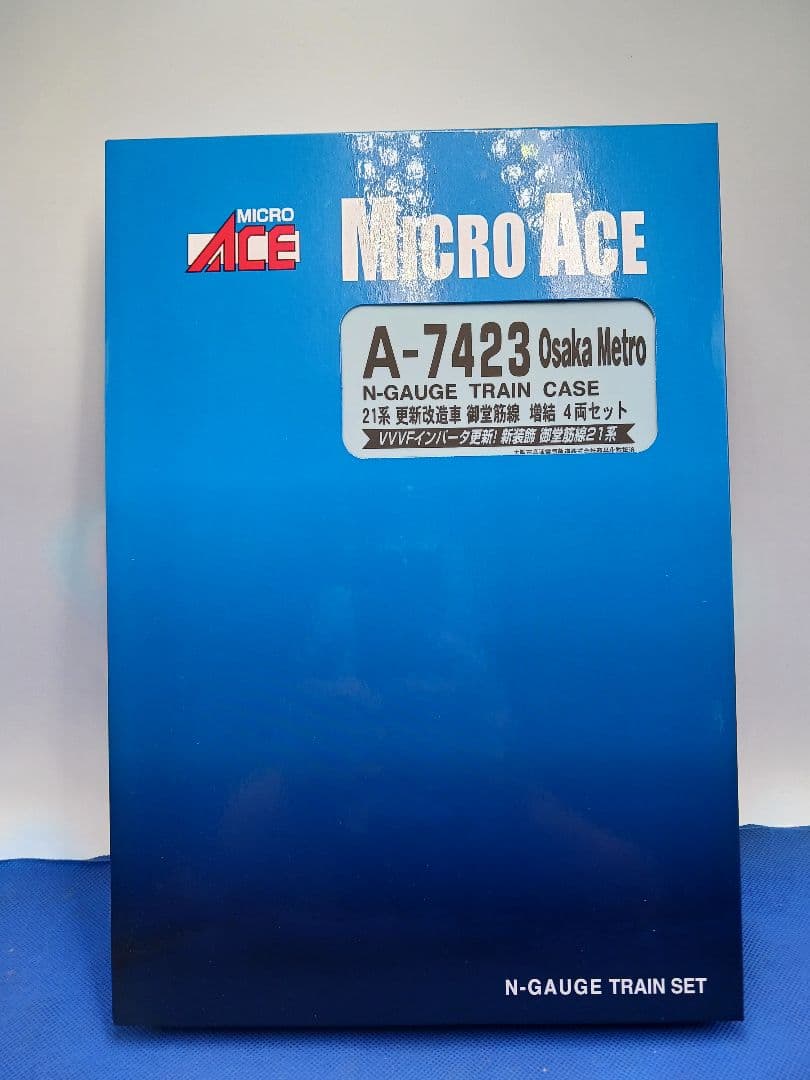 MICRO
ACE
MICRO ACE
A-7423 Osaka Metro
N-GAUGE TRAIN CASE
21系 更新改造車 御堂筋線 増結 4両セット
VVVFインバータ更新! 新装飾 御堂筋線21系
N-GAUGE TRAIN SET